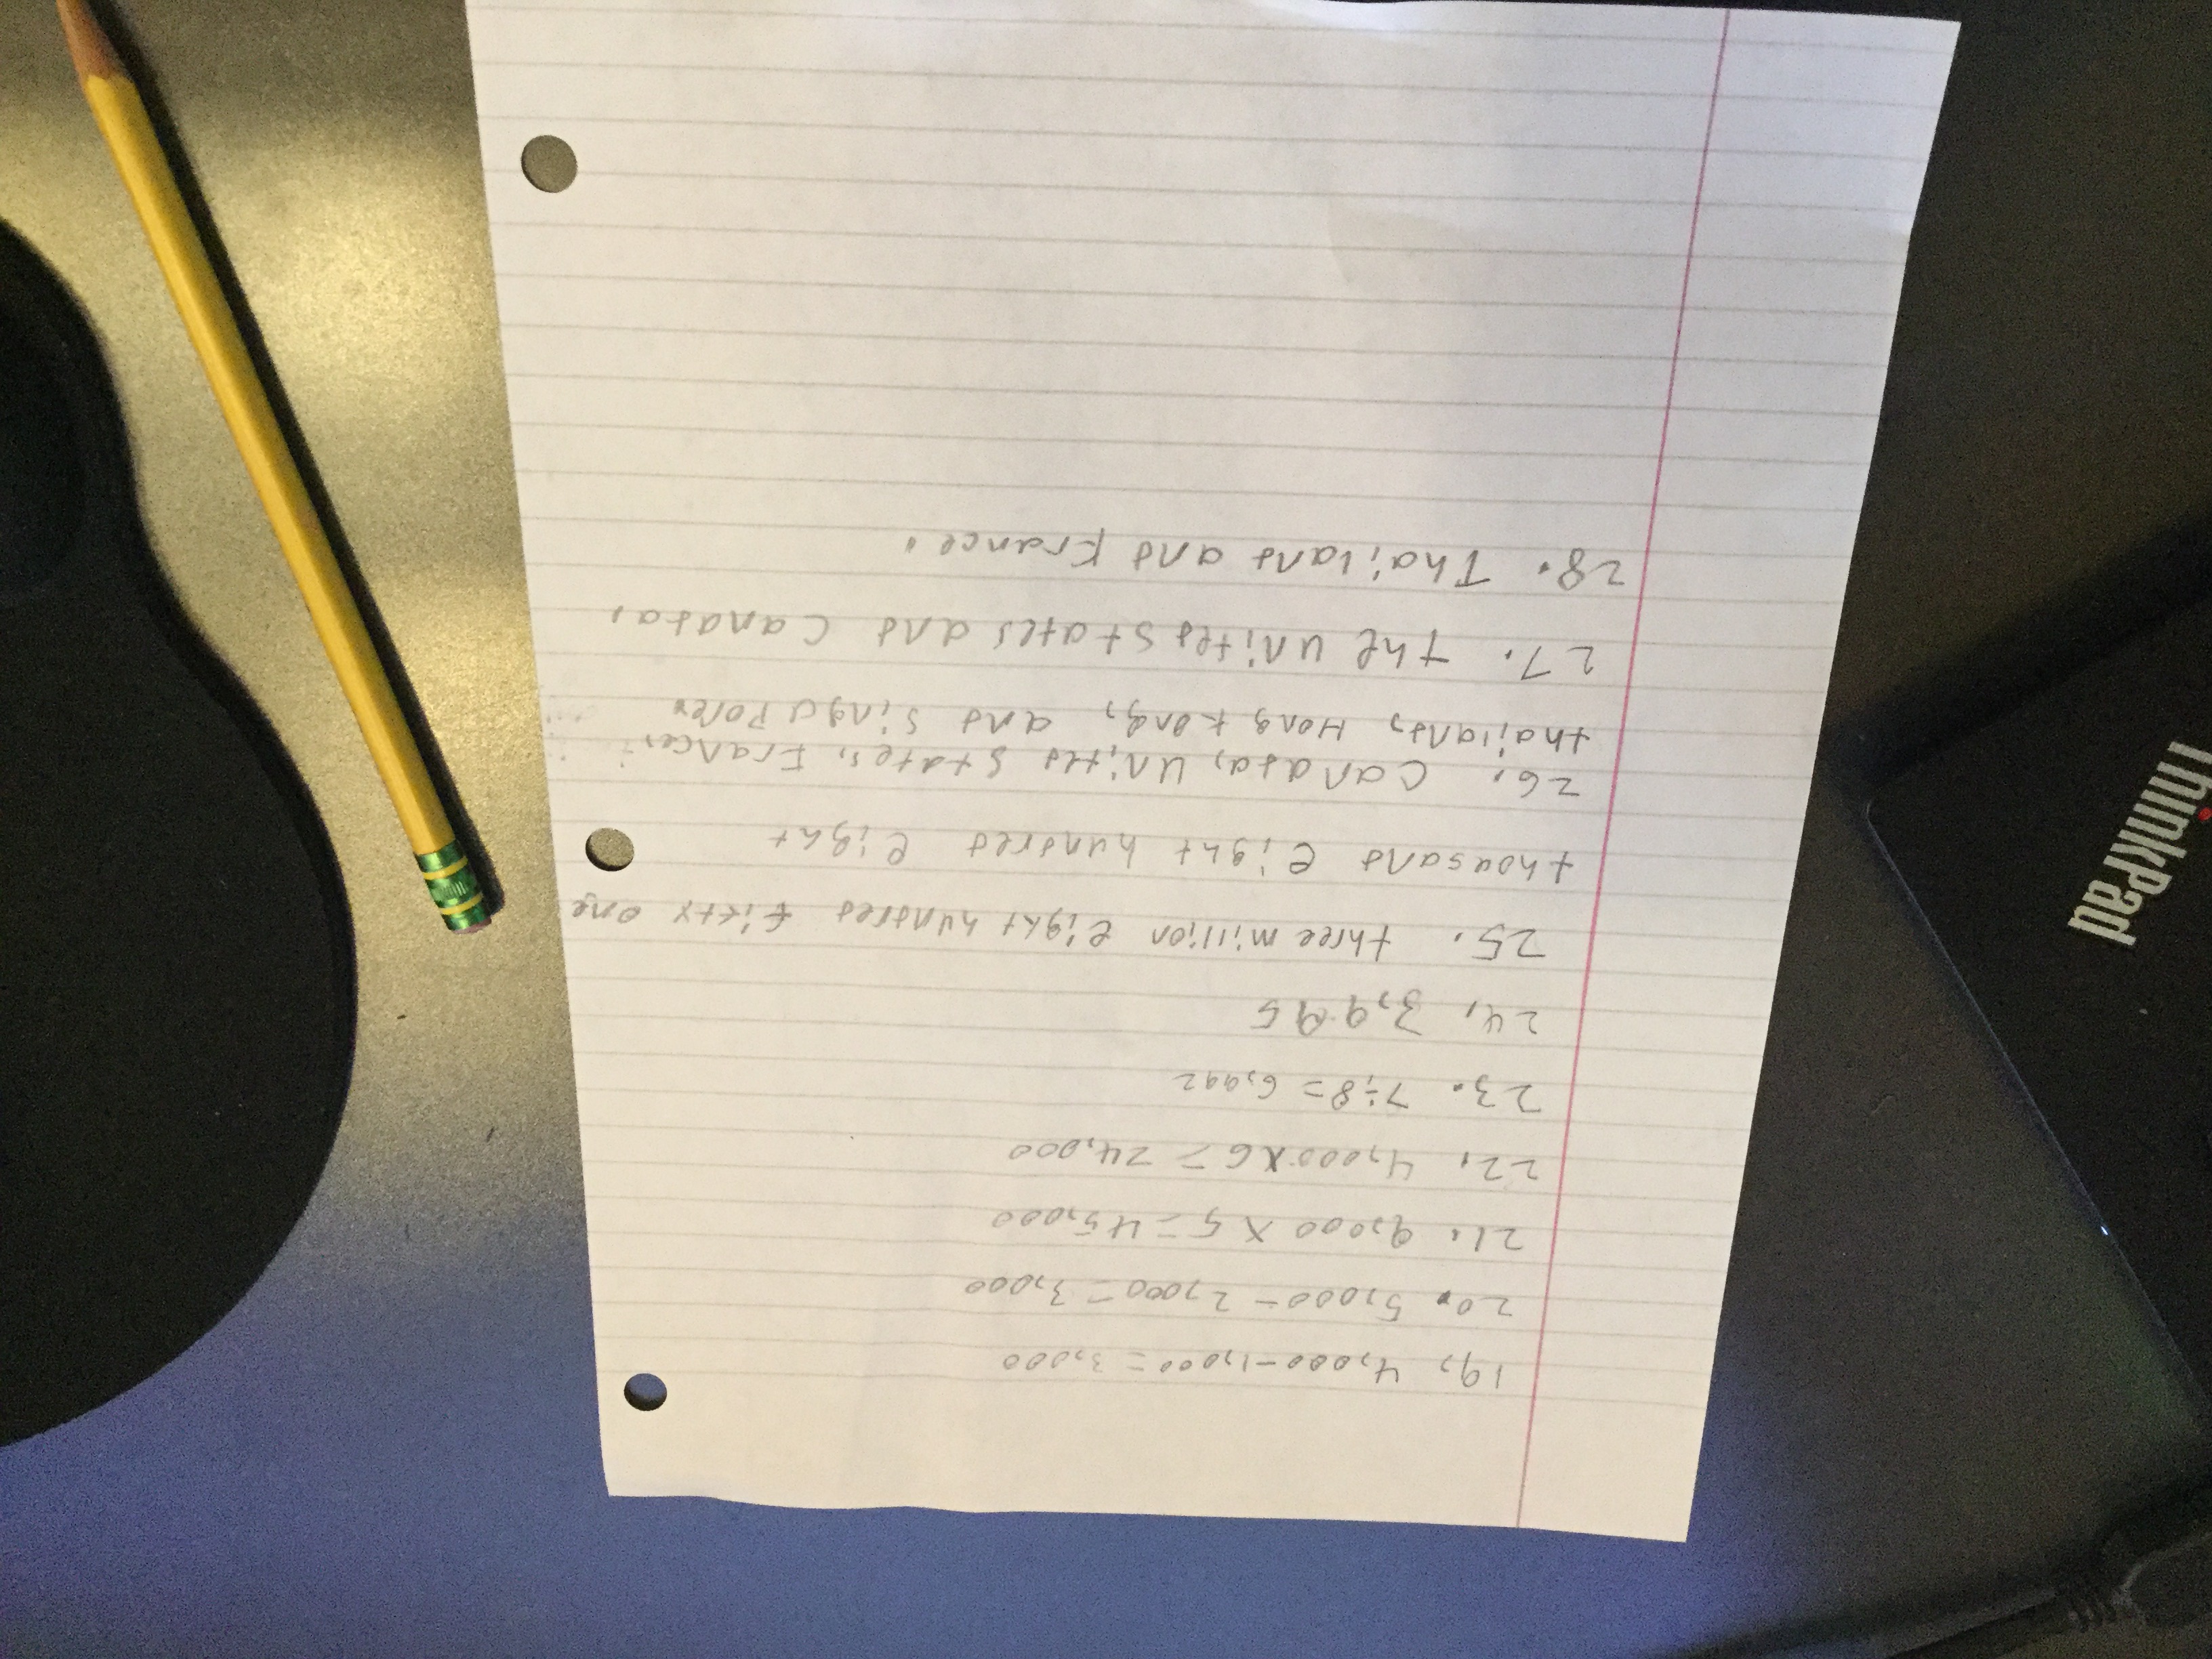 19, 4,000-1,000=3,000
20. 5,000-2,000=3,000
21. 9,000 x 5=45,000
22. 4,000x6=24,000
23. 7÷8= 6,992
24. 3,995
25. three million eight hundred fifty one
thousand eight hundred eight
26. Canada, United States, France,
thailand, Hong kong, and Singapore.
27. the United States and Canada.
28. Thailand and France.
ThinkPad